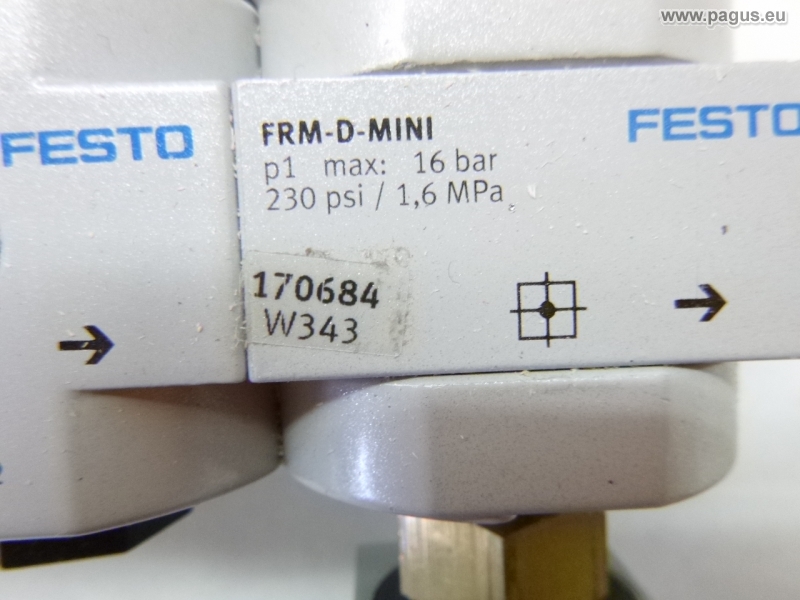 www.pagus.eu
FESTO
FRM-D-MINI
p1 max: 16 bar
230 psi / 1,6 MPa
FESTO
170684
W343